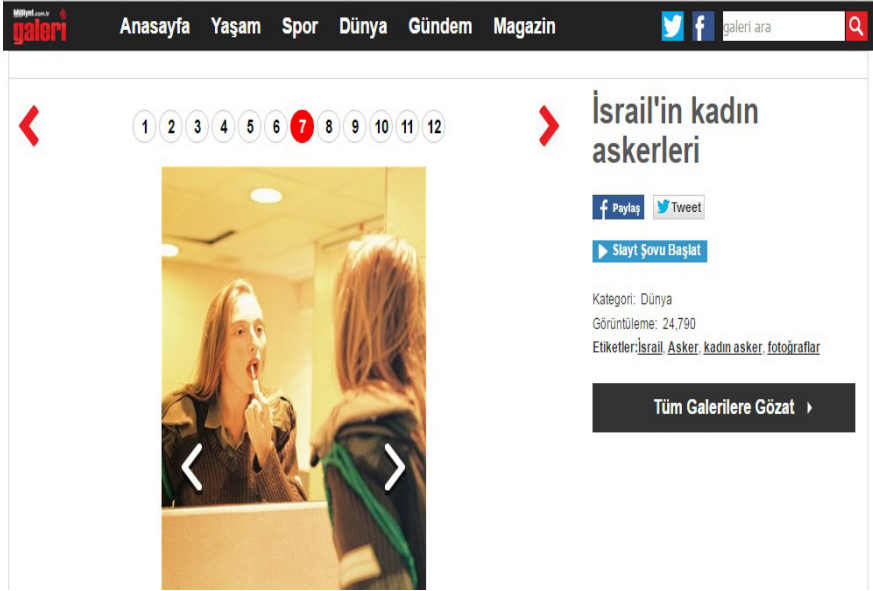 Milliyet.com.tr
galeri
Anasayfa Yaşam Spor Dünya Gündem Magazin
galeri ara
1 2 3 4 5 6 7 8 9 10 11 12
İsrail'in kadın
askerleri
f Paylaş Tweet
Slayt Şovu Başlat
Kategori: Dünya
Görüntüleme: 24,790
Etiketler:İsrail, Asker, kadın asker, fotoğraflar
Tüm Galerilere Gözat